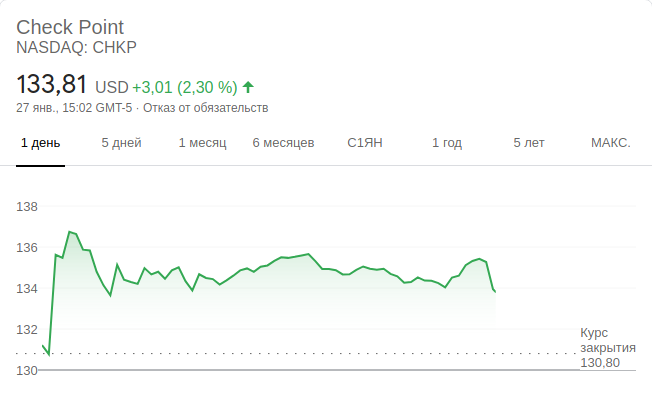 Check Point
NASDAQ: CHKP
133,81 USD +3,01 (2,30 %)
27 янв., 15:02 GMT-5 · Отказ от обязательств
1 день 5 дней 1 месяц 6 месяцев С1ЯН 1 год 5 лет МАКС.
138
136
134
132
130
Курс
закрытия
130,80